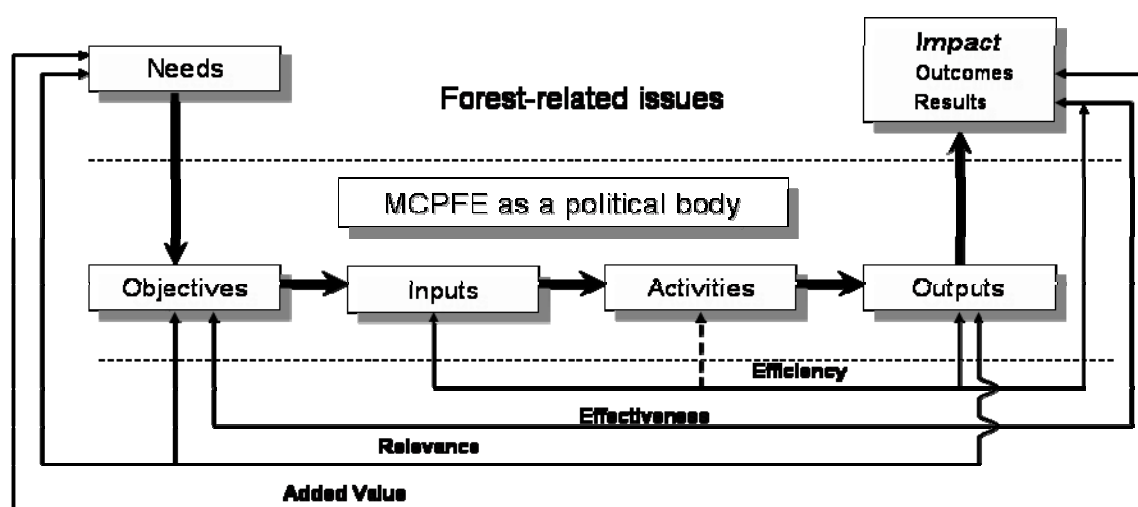 Needs
Impact
Outcomes
Results
Forest-related issues
MCPFE as a political body
Objectives
Inputs
Activities
Outputs
Efficiency
Effectiveness
Relevance
Added Value